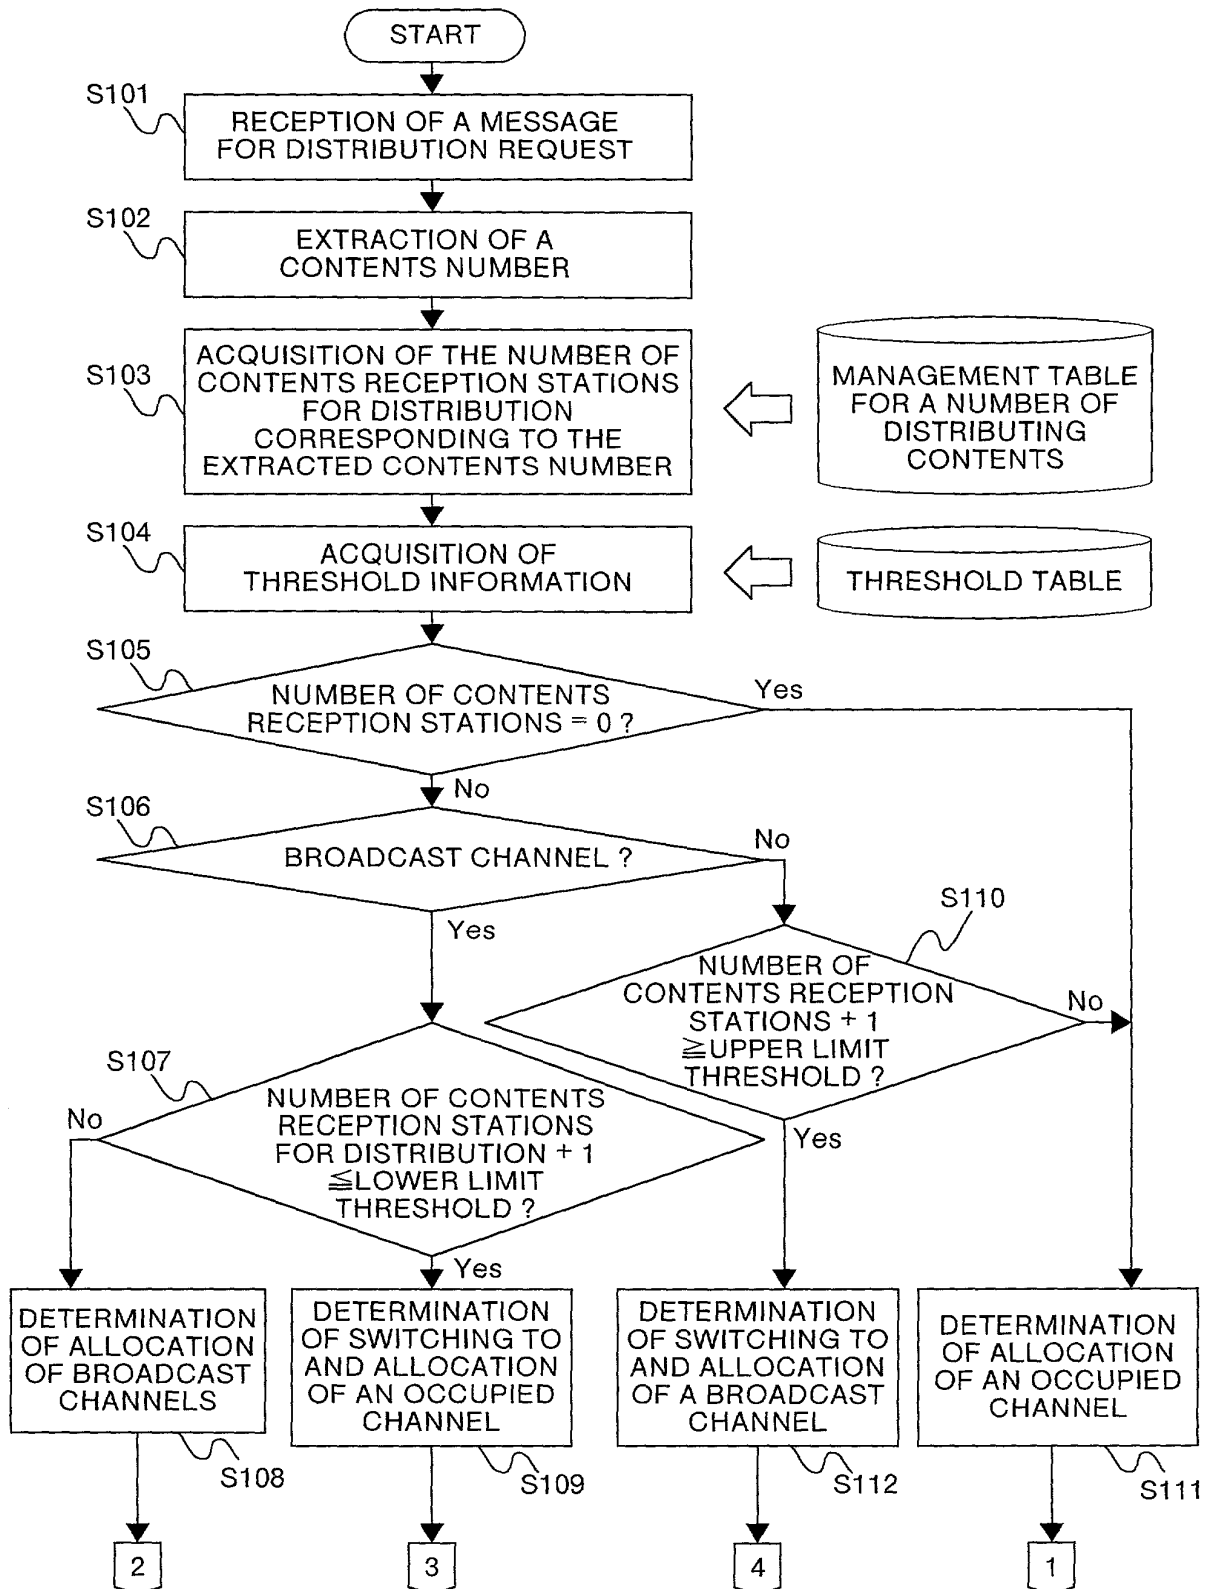 START
S101
RECEPTION OF A MESSAGE
FOR DISTRIBUTION REQUEST
S102
EXTRACTION OF A
CONTENTS NUMBER
S103
ACQUISITION OF THE NUMBER OF
CONTENTS RECEPTION STATIONS
FOR DISTRIBUTION
CORRESPONDING TO THE
EXTRACTED CONTENTS NUMBER
MANAGEMENT TABLE
FOR A NUMBER OF
DISTRIBUTING
CONTENTS
S104
ACQUISITION OF
THRESHOLD INFORMATION
THRESHOLD TABLE
S105
NUMBER OF CONTENTS
RECEPTION STATIONS = 0 ?
Yes
No
S106
BROADCAST CHANNEL ?
No
Yes
S110
NUMBER OF
CONTENTS RECEPTION
STATIONS + 1
≧UPPER LIMIT
THRESHOLD ?
No
Yes
S107
NUMBER OF CONTENTS
RECEPTION STATIONS
FOR DISTRIBUTION + 1
≦LOWER LIMIT
THRESHOLD ?
No
Yes
DETERMINATION
OF ALLOCATION
OF BROADCAST
CHANNELS
S108
DETERMINATION
OF SWITCHING TO
AND ALLOCATION
OF AN OCCUPIED
CHANNEL
S109
DETERMINATION
OF SWITCHING TO
AND ALLOCATION
OF A BROADCAST
CHANNEL
S112
DETERMINATION
OF ALLOCATION
OF AN OCCUPIED
CHANNEL
S111
2
3
4
1